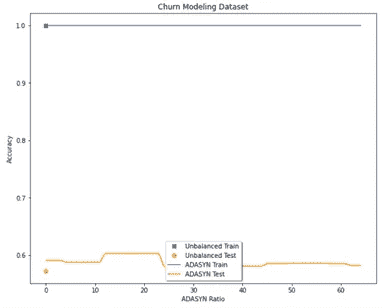 Churn Modeling Dataset
1.0
0.9
0.8
0.7
0.6
Accuracy
0
10
20
30
40
50
60
ADASYN Ratio
Unbalanced Train
Unbalanced Test
ADASYN Train
ADASYN Test